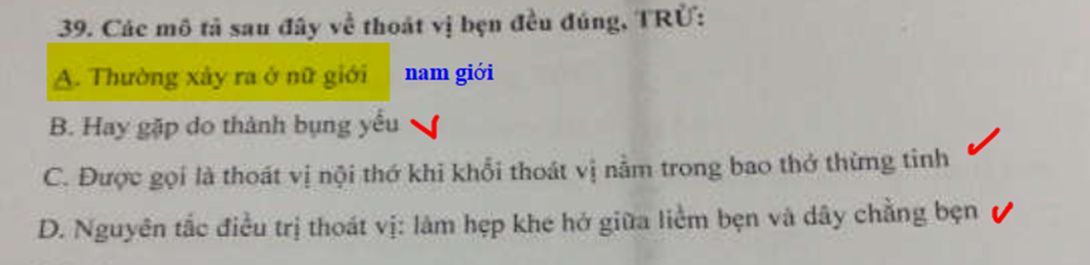 39. Các mô tả sau đây về thoát vị bẹn đều đúng, TRỪ:
A. Thường xảy ra ở nữ giới nam giới
B. Hay gặp do thành bụng yếu
C. Được gọi là thoát vị nội thớ khi khối thoát vị nằm trong bao thớ thừng tinh
D. Nguyên tắc điều trị thoát vị: làm hẹp khe hở giữa liềm bẹn và dây chằng bẹn